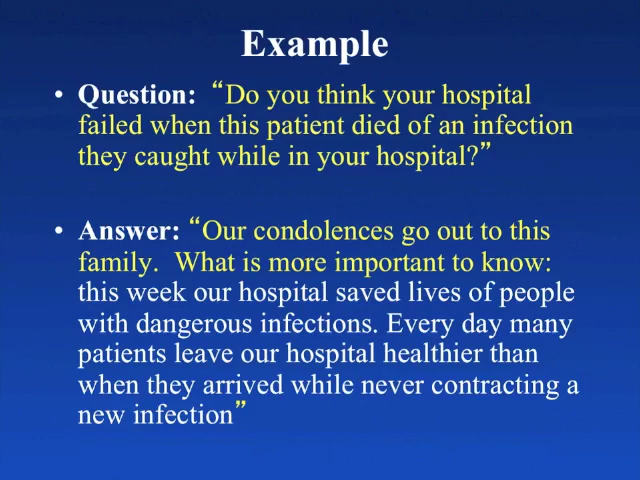 Example
• Question: “Do you think your hospital
failed when this patient died of an infection
they caught while in your hospital?”
• Answer: “Our condolences go out to this
family.  What is more important to know:
this week our hospital saved lives of people
with dangerous infections. Every day many
patients leave our hospital healthier than
when they arrived while never contracting a
new infection”